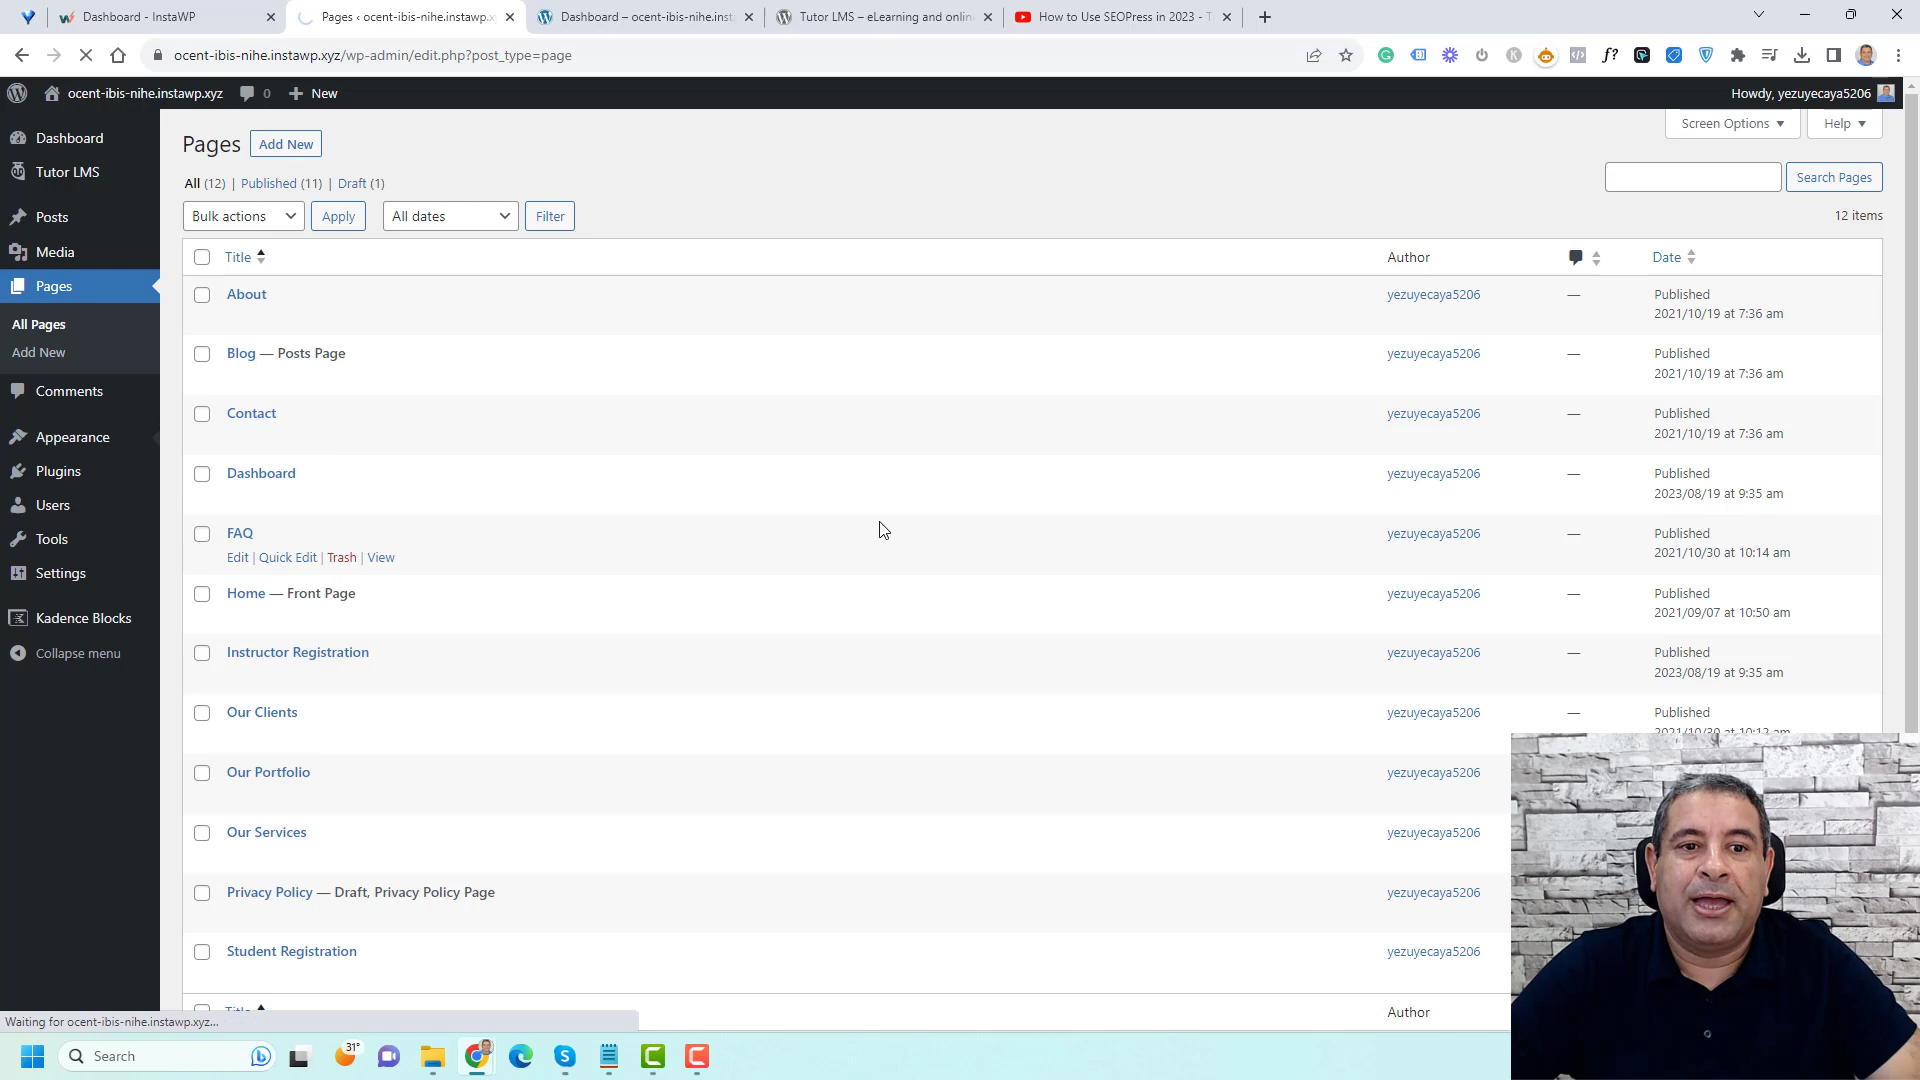 Dashboard - InstaWP
Pages ‹ ocent-ibis-nihe.instawp.x
Dashboard – ocent-ibis-nihe.inst
Tutor LMS – eLearning and onlin
How to Use SEOPress in 2023 - T
ocent-ibis-nihe.instawp.xyz/wp-admin/edit.php?post_type=page
ocent-ibis-nihe.instawp.xyz
0
New
Howdy, yezuyecaya5206
Dashboard
Tutor LMS
Posts
Media
Pages
All Pages
Add New
Comments
Appearance
Plugins
Users
Tools
Settings
Kadence Blocks
Collapse menu
Pages Add New
Screen Options
Help
All (12) | Published (11) | Draft (1)
Search Pages
Bulk actions Apply All dates Filter
12 items
Title Author Date
About yezuyecaya5206 — Published
2021/10/19 at 7:36 am
Blog — Posts Page yezuyecaya5206 — Published
2021/10/19 at 7:36 am
Contact yezuyecaya5206 — Published
2021/10/19 at 7:36 am
Dashboard yezuyecaya5206 — Published
2023/08/19 at 9:35 am
FAQ yezuyecaya5206 — Published
Edit | Quick Edit | Trash | View 2021/10/30 at 10:14 am
Home — Front Page yezuyecaya5206 — Published
2021/09/07 at 10:50 am
Instructor Registration yezuyecaya5206 — Published
2023/08/19 at 9:35 am
Our Clients yezuyecaya5206 — Published
2021/10/30 at 10:12 am
Our Portfolio yezuyecaya5206
Our Services yezuyecaya5206
Privacy Policy — Draft, Privacy Policy Page yezuyecaya5206
Student Registration yezuyecaya5206
Title Author
Waiting for ocent-ibis-nihe.instawp.xyz...
Search
31°